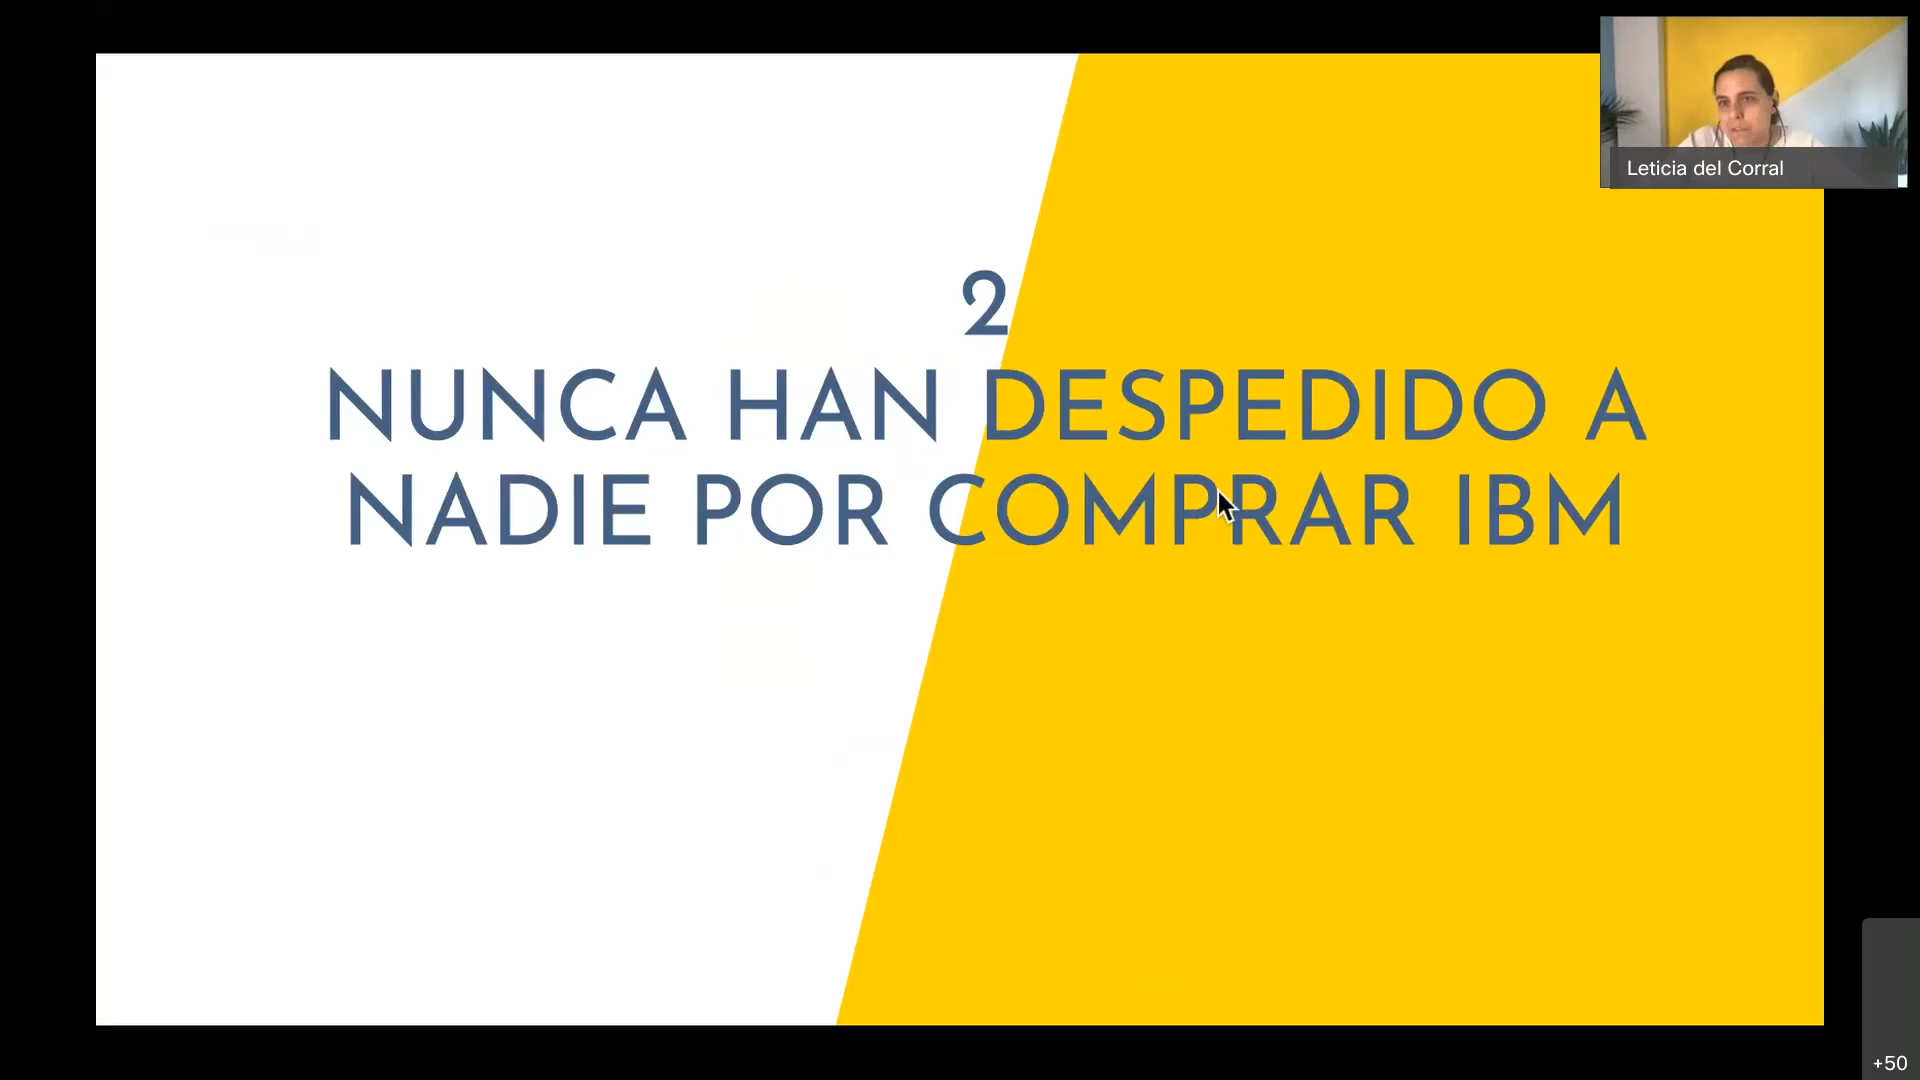 Leticia del Corral
2
NUNCA HAN DESPEDIDO A
NADIE POR COMPRAR IBM
+50